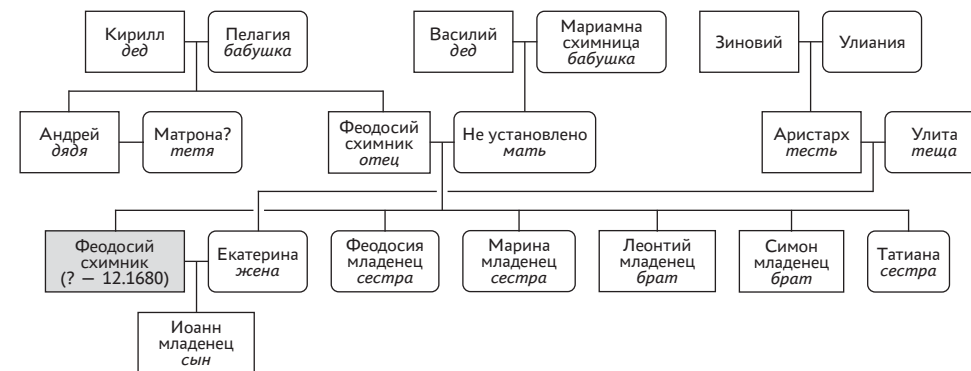 Кирилл
дед
Пелагия
бабушка
Василий
дед
Мариамна
схимница
бабушка
Зиновий
Улиания
Андрей
дядя
Матрона?
тетя
Феодосий
схимник
отец
Не установлено
мать
Аристарх
тесть
Улита
теща
Феодосий
схимник
(? — 12.1680)
Екатерина
жена
Феодосия
младенец
сестра
Марина
младенец
сестра
Леонтий
младенец
брат
Симон
младенец
брат
Татиана
сестра
Иоанн
младенец
сын